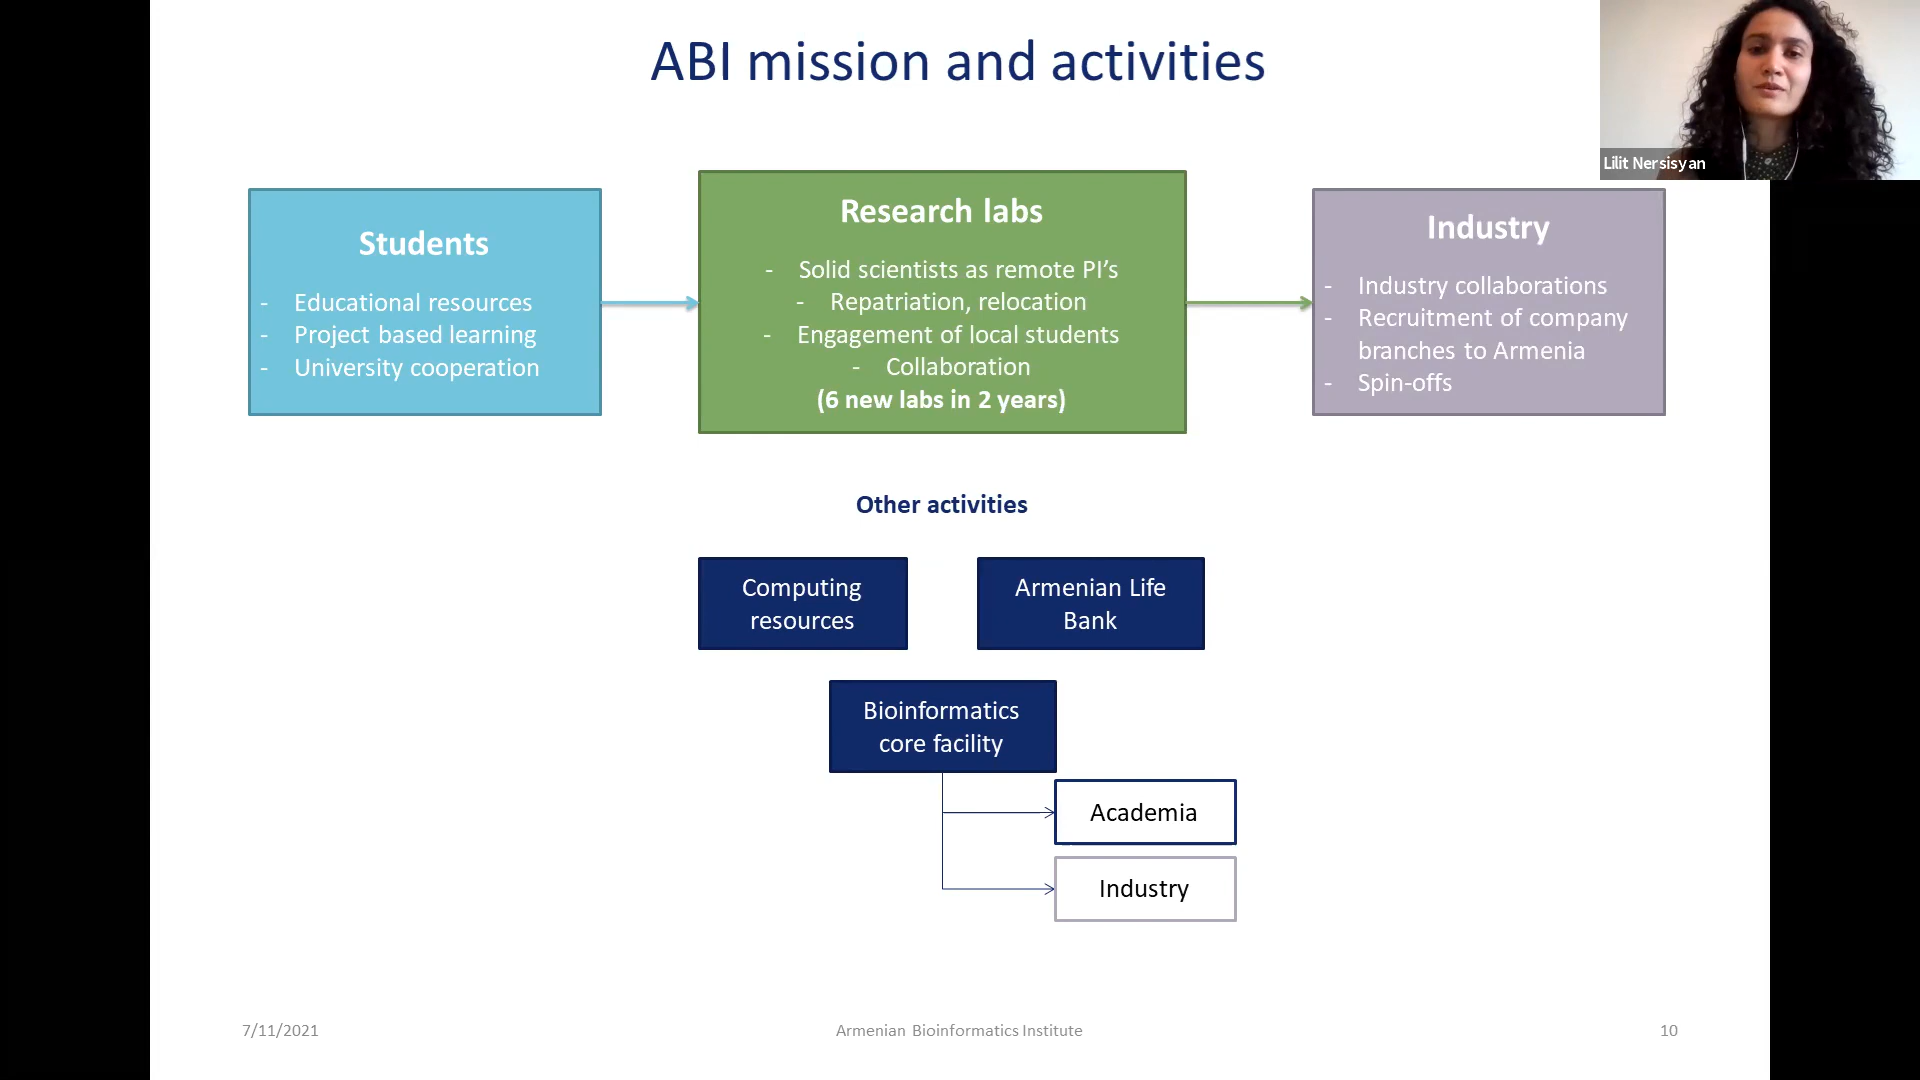 ABI mission and activities
Lilit Nersisyan
Students
- Educational resources
- Project based learning
- University cooperation
Research labs
- Solid scientists as remote PI's
- Repatriation, relocation
- Engagement of local students
- Collaboration
(6 new labs in 2 years)
Industry
- Industry collaborations
- Recruitment of company
branches to Armenia
- Spin-offs
Other activities
Computing
resources
Armenian Life
Bank
Bioinformatics
core facility
Academia
Industry
7/11/2021
Armenian Bioinformatics Institute
10